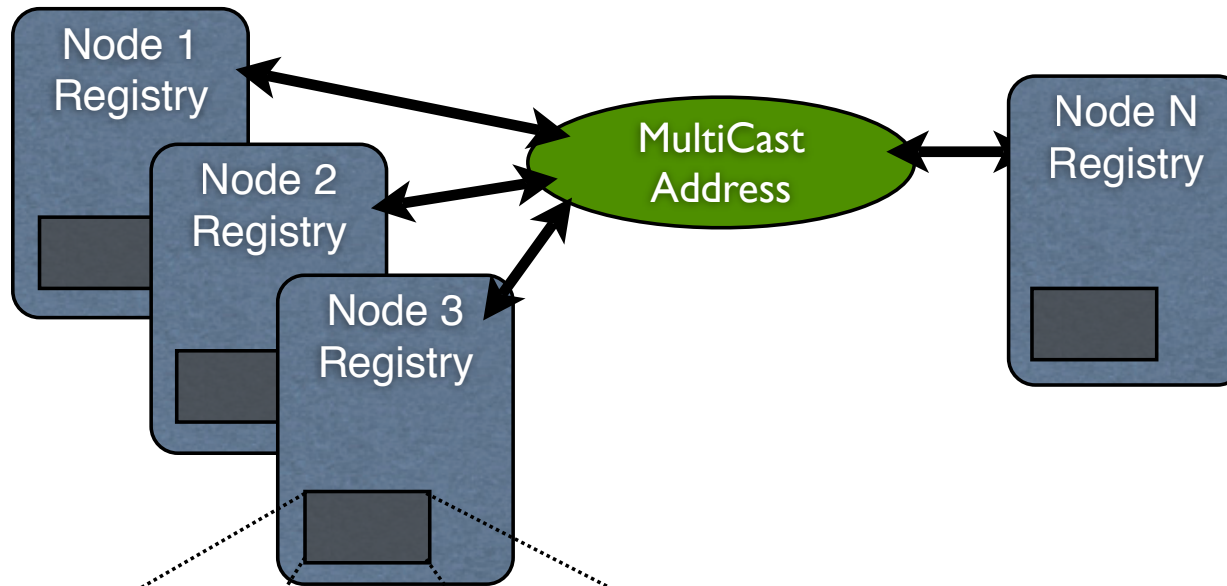 Node 1
Registry
Node 2
Registry
Node 3
Registry
MultiCast
Address
Node N
Registry